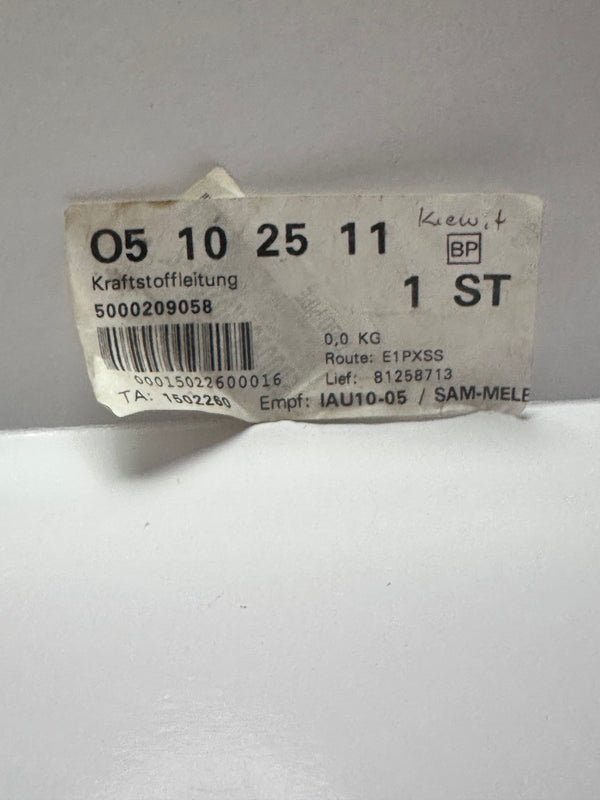 Kiewit
05 10 25 11
BP
Kraftstoffleitung
1 ST
5000209058
0,0 KG
Route: E1PXSS
00015022600016
Lief: 81258713
TA: 1502260
Empf: IAU10-05 / SAM-MELE